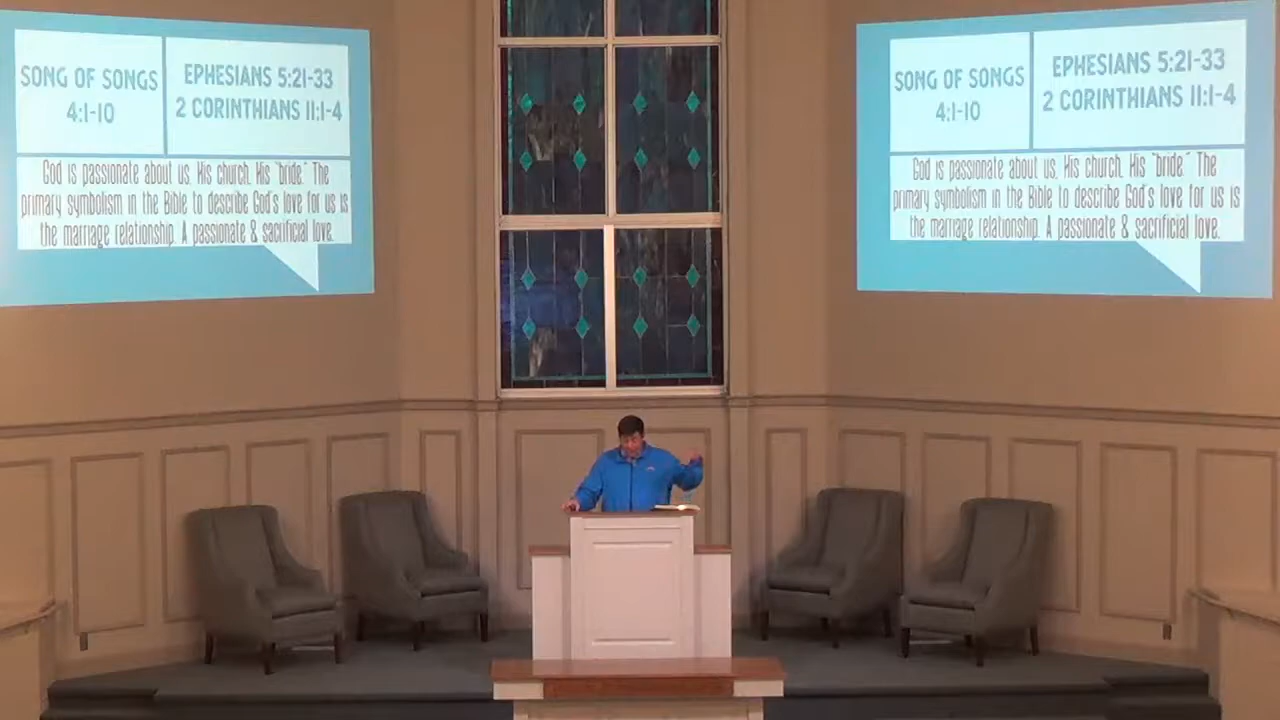 SONG OF SONGS
4:1-10
EPHESIANS 5:21-33
2 CORINTHIANS 11:1-4
God is passionate about us, His church, His "bride." The
primary symbolism in the Bible to describe God's love for us is
the marriage relationship. A passionate & sacrificial love.
SONG OF SONGS
4:1-10
EPHESIANS 5:21-33
2 CORINTHIANS 11:1-4
God is passionate about us, His church, His "bride." The
primary symbolism in the Bible to describe God's love for us is
the marriage relationship. A passionate & sacrificial love.